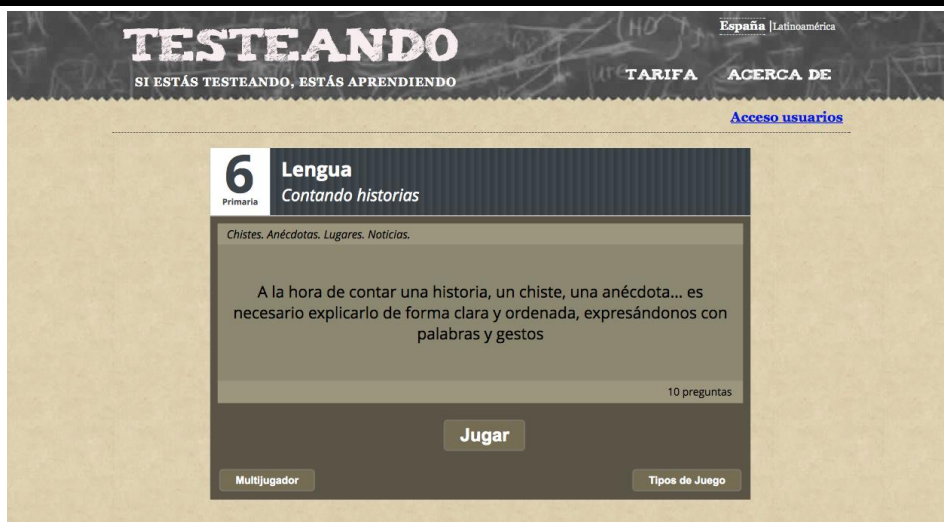 España | Latinoamérica
TESTEANDO
SI ESTÁS TESTEANDO, ESTÁS APRENDIENDO
TARIFA ACERCA DE
Acceso usuarios
6
Primaria
Lengua
Contando historias
Chistes. Anécdotas. Lugares. Noticias.
A la hora de contar una historia, un chiste, una anécdota... es
necesario explicarlo de forma clara y ordenada, expresándonos con
palabras y gestos
10 preguntas
Jugar
Multijugador
Tipos de Juego